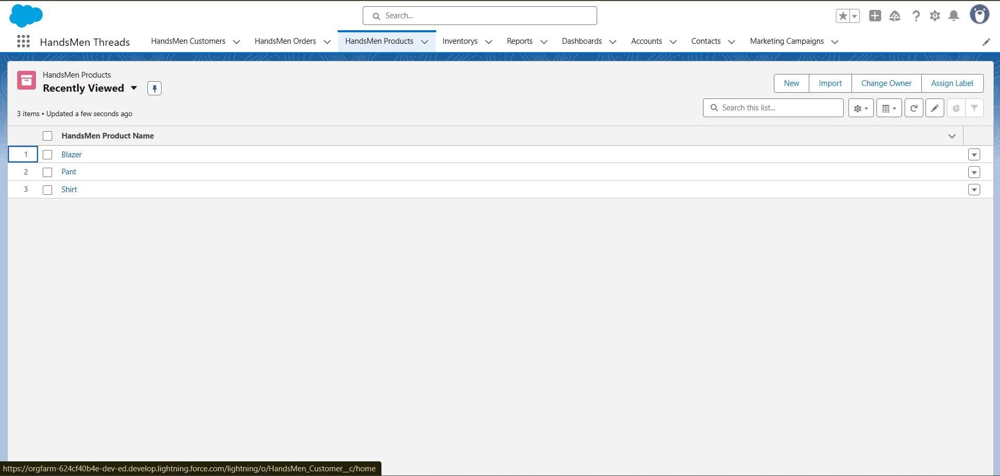 Search...
HandsMen Threads
HandsMen Customers
HandsMen Orders
HandsMen Products
Inventorys
Reports
Dashboards
Accounts
Contacts
Marketing Campaigns
HandsMen Products
Recently Viewed
New
Import
Change Owner
Assign Label
3 items • Updated a few seconds ago
Search this list...
HandsMen Product Name
1 Blazer
2 Pant
3 Shirt
https://orgfarm-624cf40b4e-dev-ed.develop.lightning.force.com/lightning/o/HandsMen_Customer__c/home